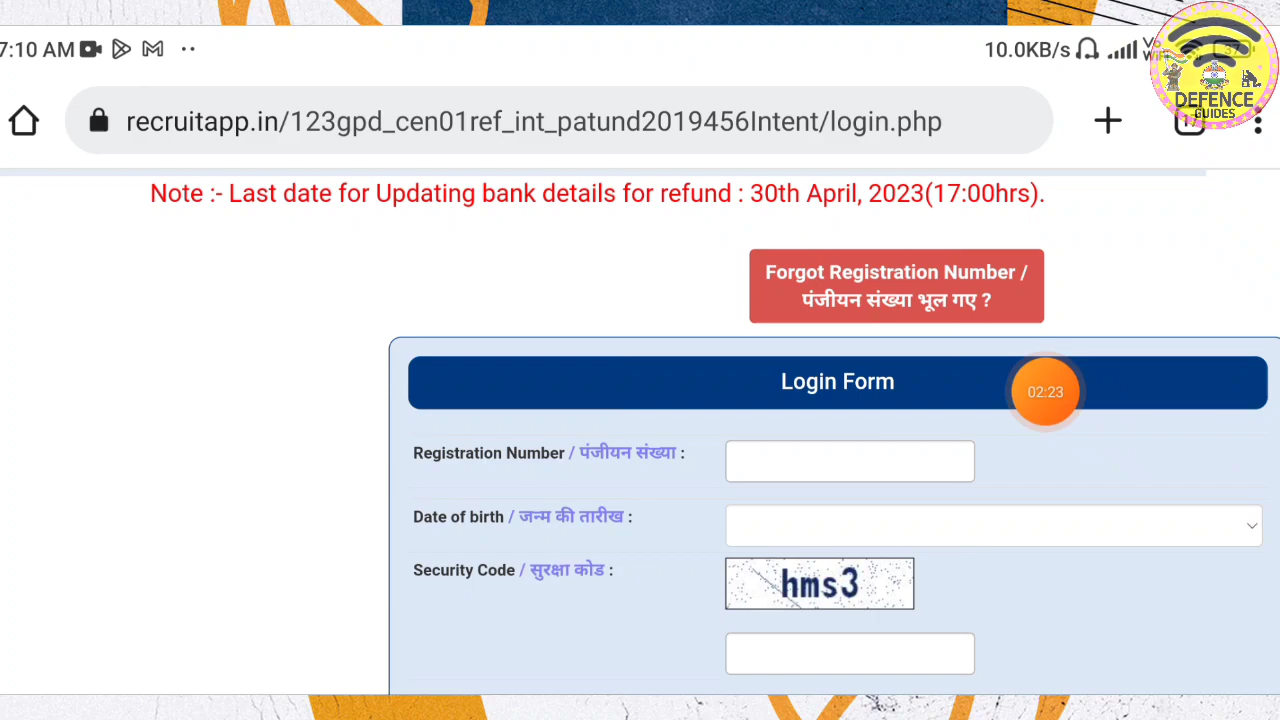 7:10 AM
10.0KB/s
37
DEFENCE
GUIDES
recruitapp.in/123gpd_cen01ref_int_patund2019456Intent/login.php
Note :- Last date for Updating bank details for refund : 30th April, 2023(17:00hrs).
Forgot Registration Number /
पंजीयन संख्या भूल गए ?
Login Form
02:23
Registration Number / पंजीयन संख्या :
Date of birth / जन्म की तारीख :
Security Code / सुरक्षा कोड :
hms3